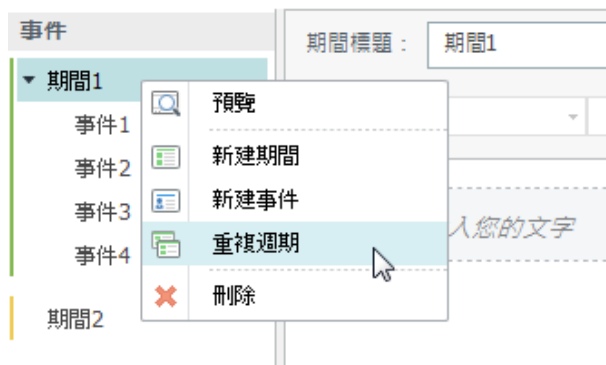 事件
期間標題：
期間1
期間1
事件1
事件2
事件3
事件4
期間2
預覽
新建期間
新建事件
重複週期
刪除
入您的文字